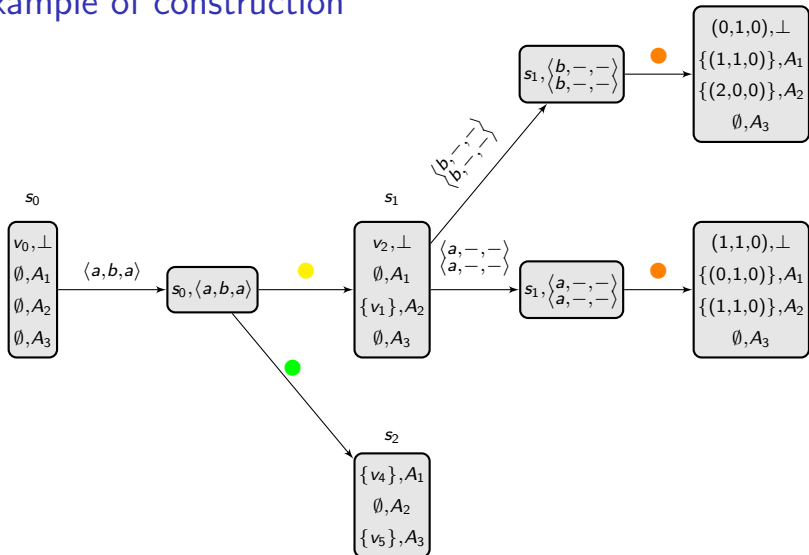 xample of construction
(0,1,0),⊥
{(1,1,0)},A₁
{(2,0,0)},A₂
∅,A₃
s₁,⟨b,−,−⟩
⟨b,−,−⟩
⟨b,−,−⟩
⟨b,−,−⟩
s₀
v₀,⊥
∅,A₁
∅,A₂
∅,A₃
⟨a,b,a⟩
s₀,⟨a,b,a⟩
s₁
v₂,⊥
∅,A₁
{v₁},A₂
∅,A₃
⟨a,−,−⟩
⟨a,−,−⟩
s₁,⟨a,−,−⟩
⟨a,−,−⟩
(1,1,0),⊥
{(0,1,0)},A₁
{(1,1,0)},A₂
∅,A₃
s₂
{v₄},A₁
∅,A₂
{v₅},A₃